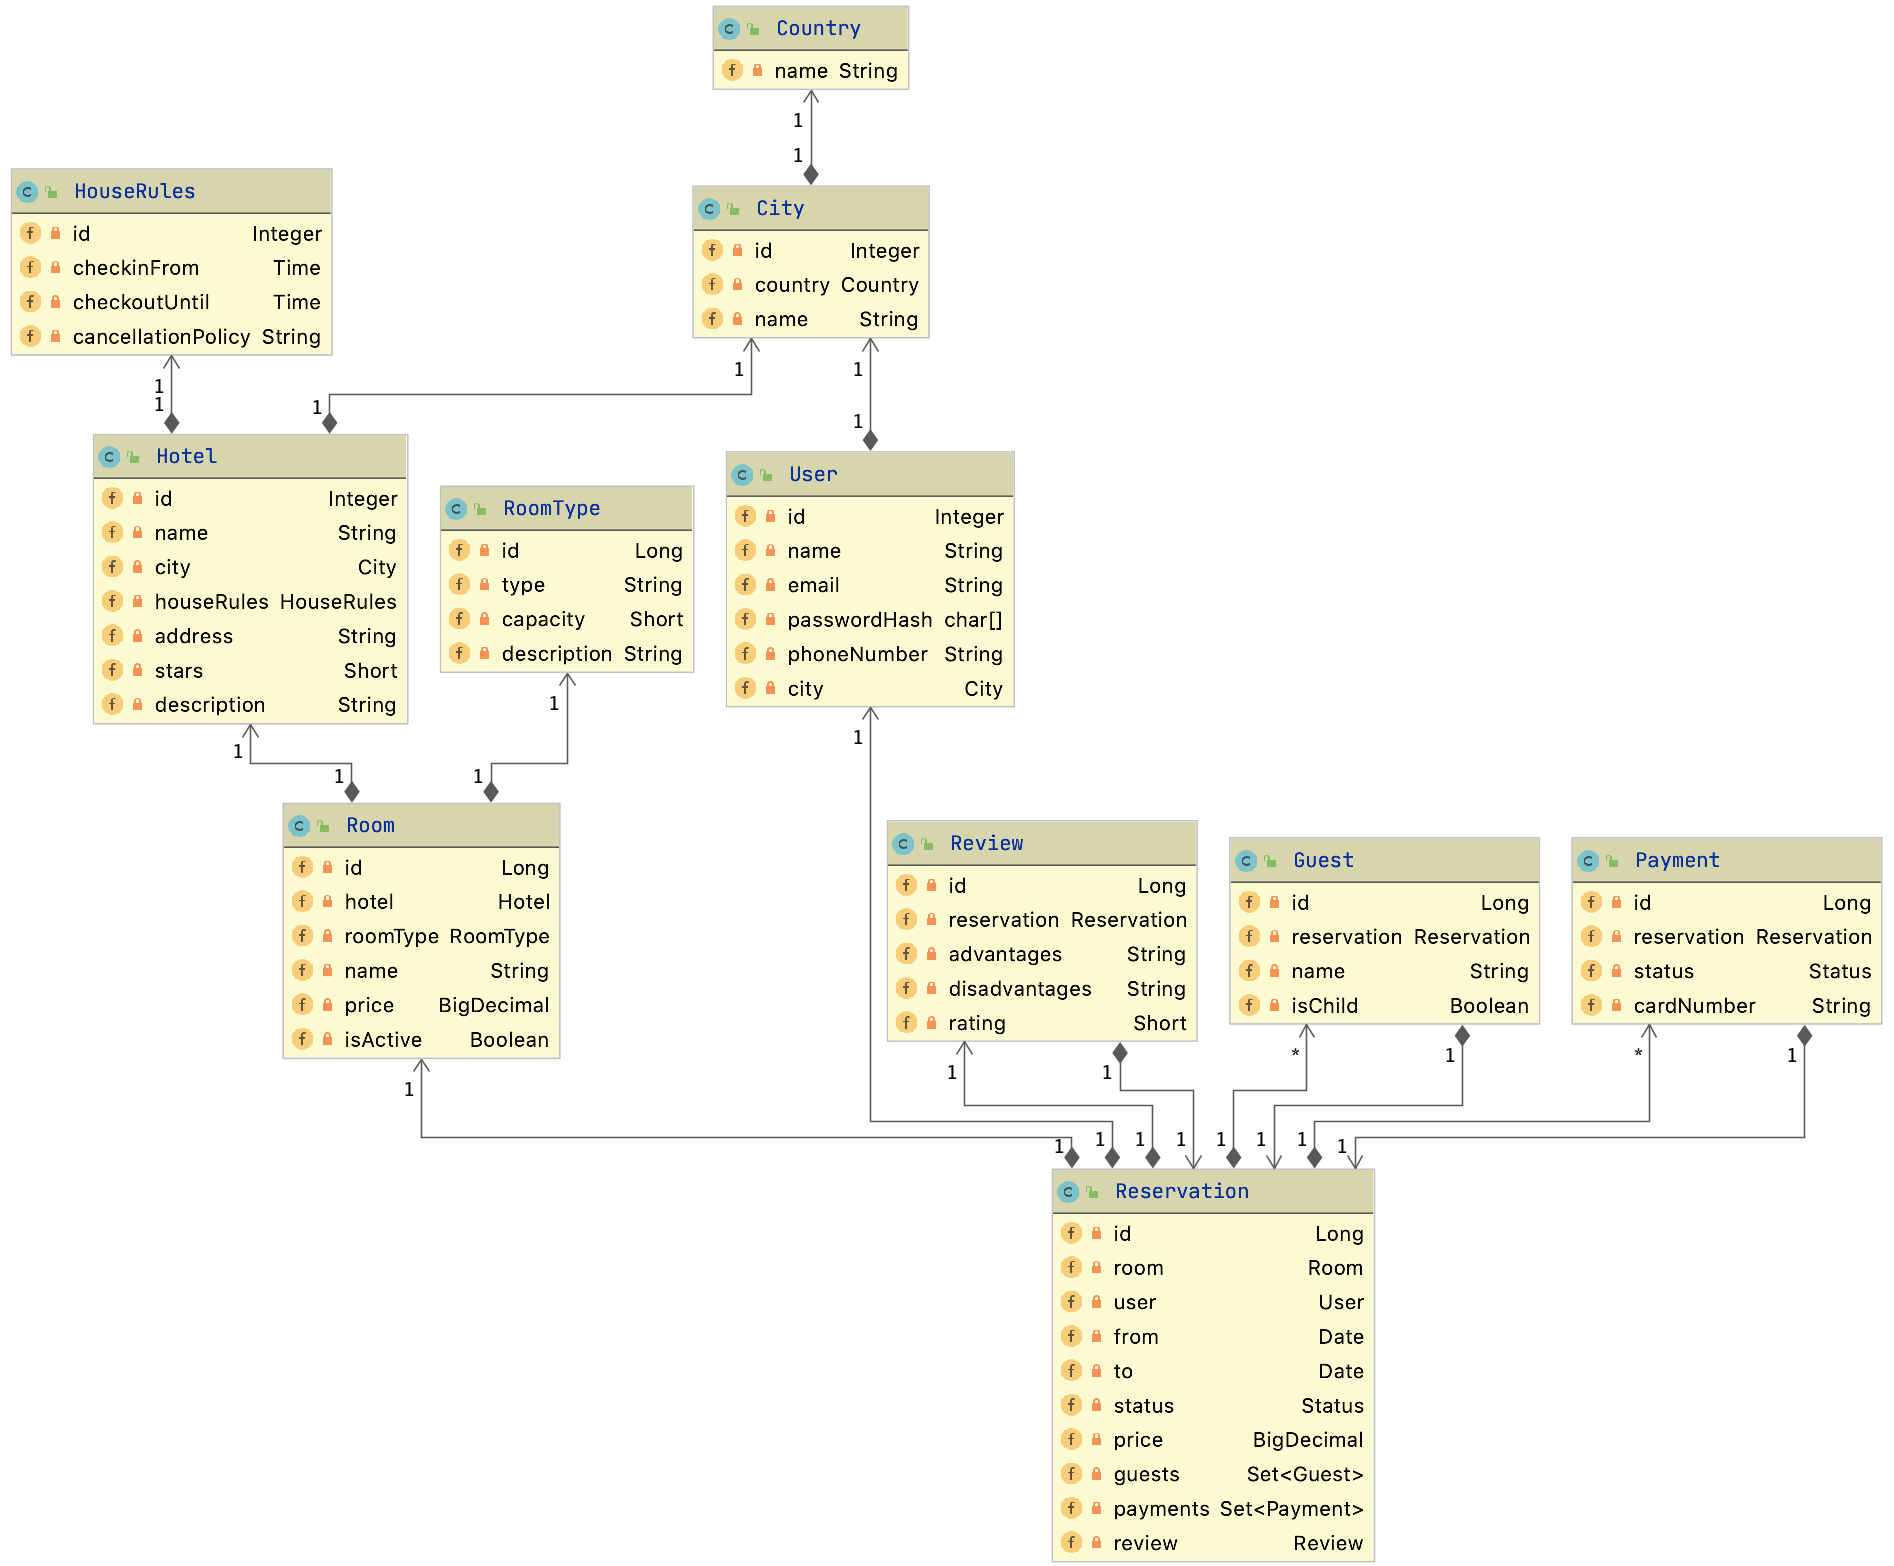 Country
name String
1
1
HouseRules
id Integer
checkinFrom Time
checkoutUntil Time
cancellationPolicy String
City
id Integer
country Country
name String
1
1
1
1
1
1
Hotel
id Integer
name String
city City
houseRules HouseRules
address String
stars Short
description String
RoomType
id Long
type String
capacity Short
description String
User
id Integer
name String
email String
passwordHash char[]
phoneNumber String
city City
1
1
1
1
1
Room
id Long
hotel Hotel
roomType RoomType
name String
price BigDecimal
isActive Boolean
Review
id Long
reservation Reservation
advantages String
disadvantages String
rating Short
Guest
id Long
reservation Reservation
name String
isChild Boolean
Payment
id Long
reservation Reservation
status Status
cardNumber String
1
1
1
*
1
*
1
1
1
1
1
1
1
1
1
Reservation
id Long
room Room
user User
from Date
to Date
status Status
price BigDecimal
guests Set<Guest>
payments Set<Payment>
review Review